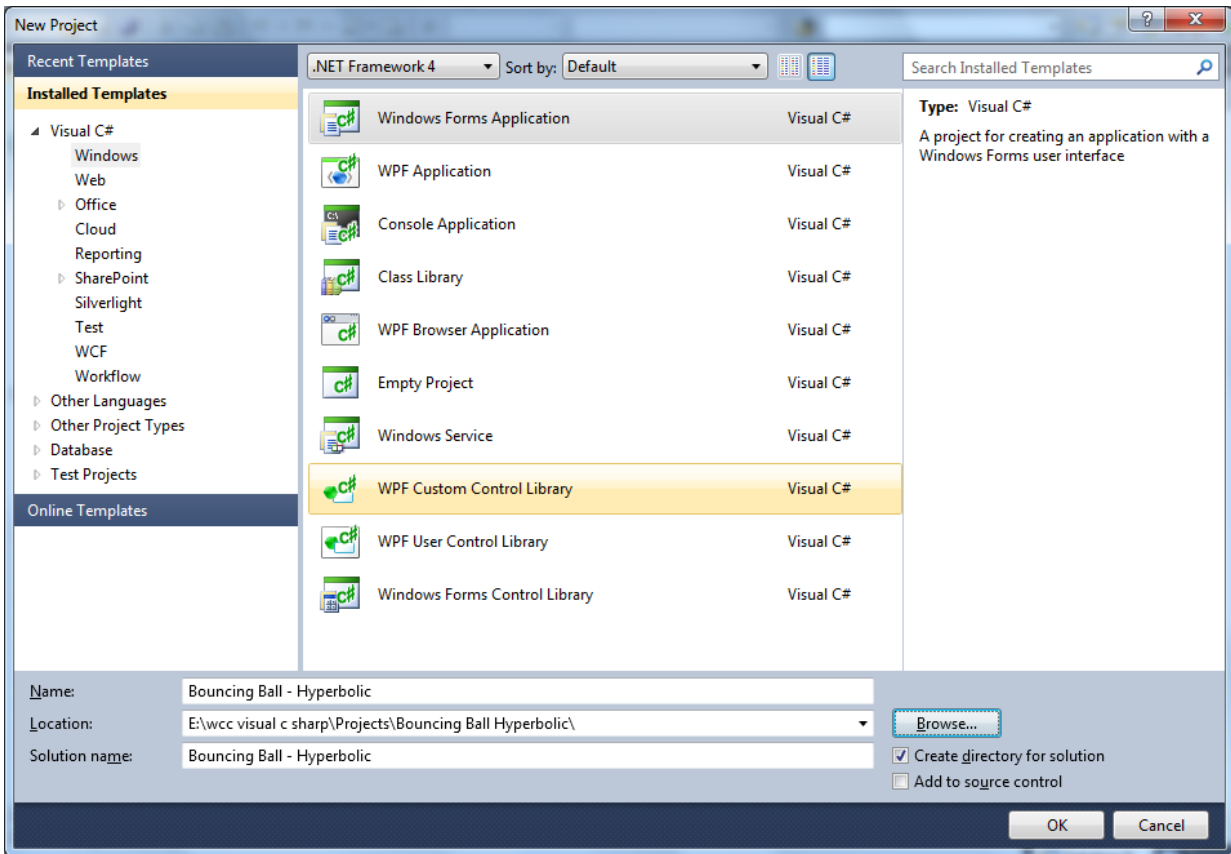 New Project
Recent Templates
Installed Templates
Visual C#
Windows
Web
Office
Cloud
Reporting
SharePoint
Silverlight
Test
WCF
Workflow
Other Languages
Other Project Types
Database
Test Projects
Online Templates
.NET Framework 4 Sort by: Default
Windows Forms Application Visual C#
WPF Application Visual C#
Console Application Visual C#
Class Library Visual C#
WPF Browser Application Visual C#
Empty Project Visual C#
Windows Service Visual C#
WPF Custom Control Library Visual C#
WPF User Control Library Visual C#
Windows Forms Control Library Visual C#
Search Installed Templates
Type: Visual C#
A project for creating an application with a
Windows Forms user interface
Name: Bouncing Ball - Hyperbolic
Location: E:\wcc visual c sharp\Projects\Bouncing Ball Hyperbolic\ Browse...
Solution name: Bouncing Ball - Hyperbolic
Create directory for solution
Add to source control
OK Cancel